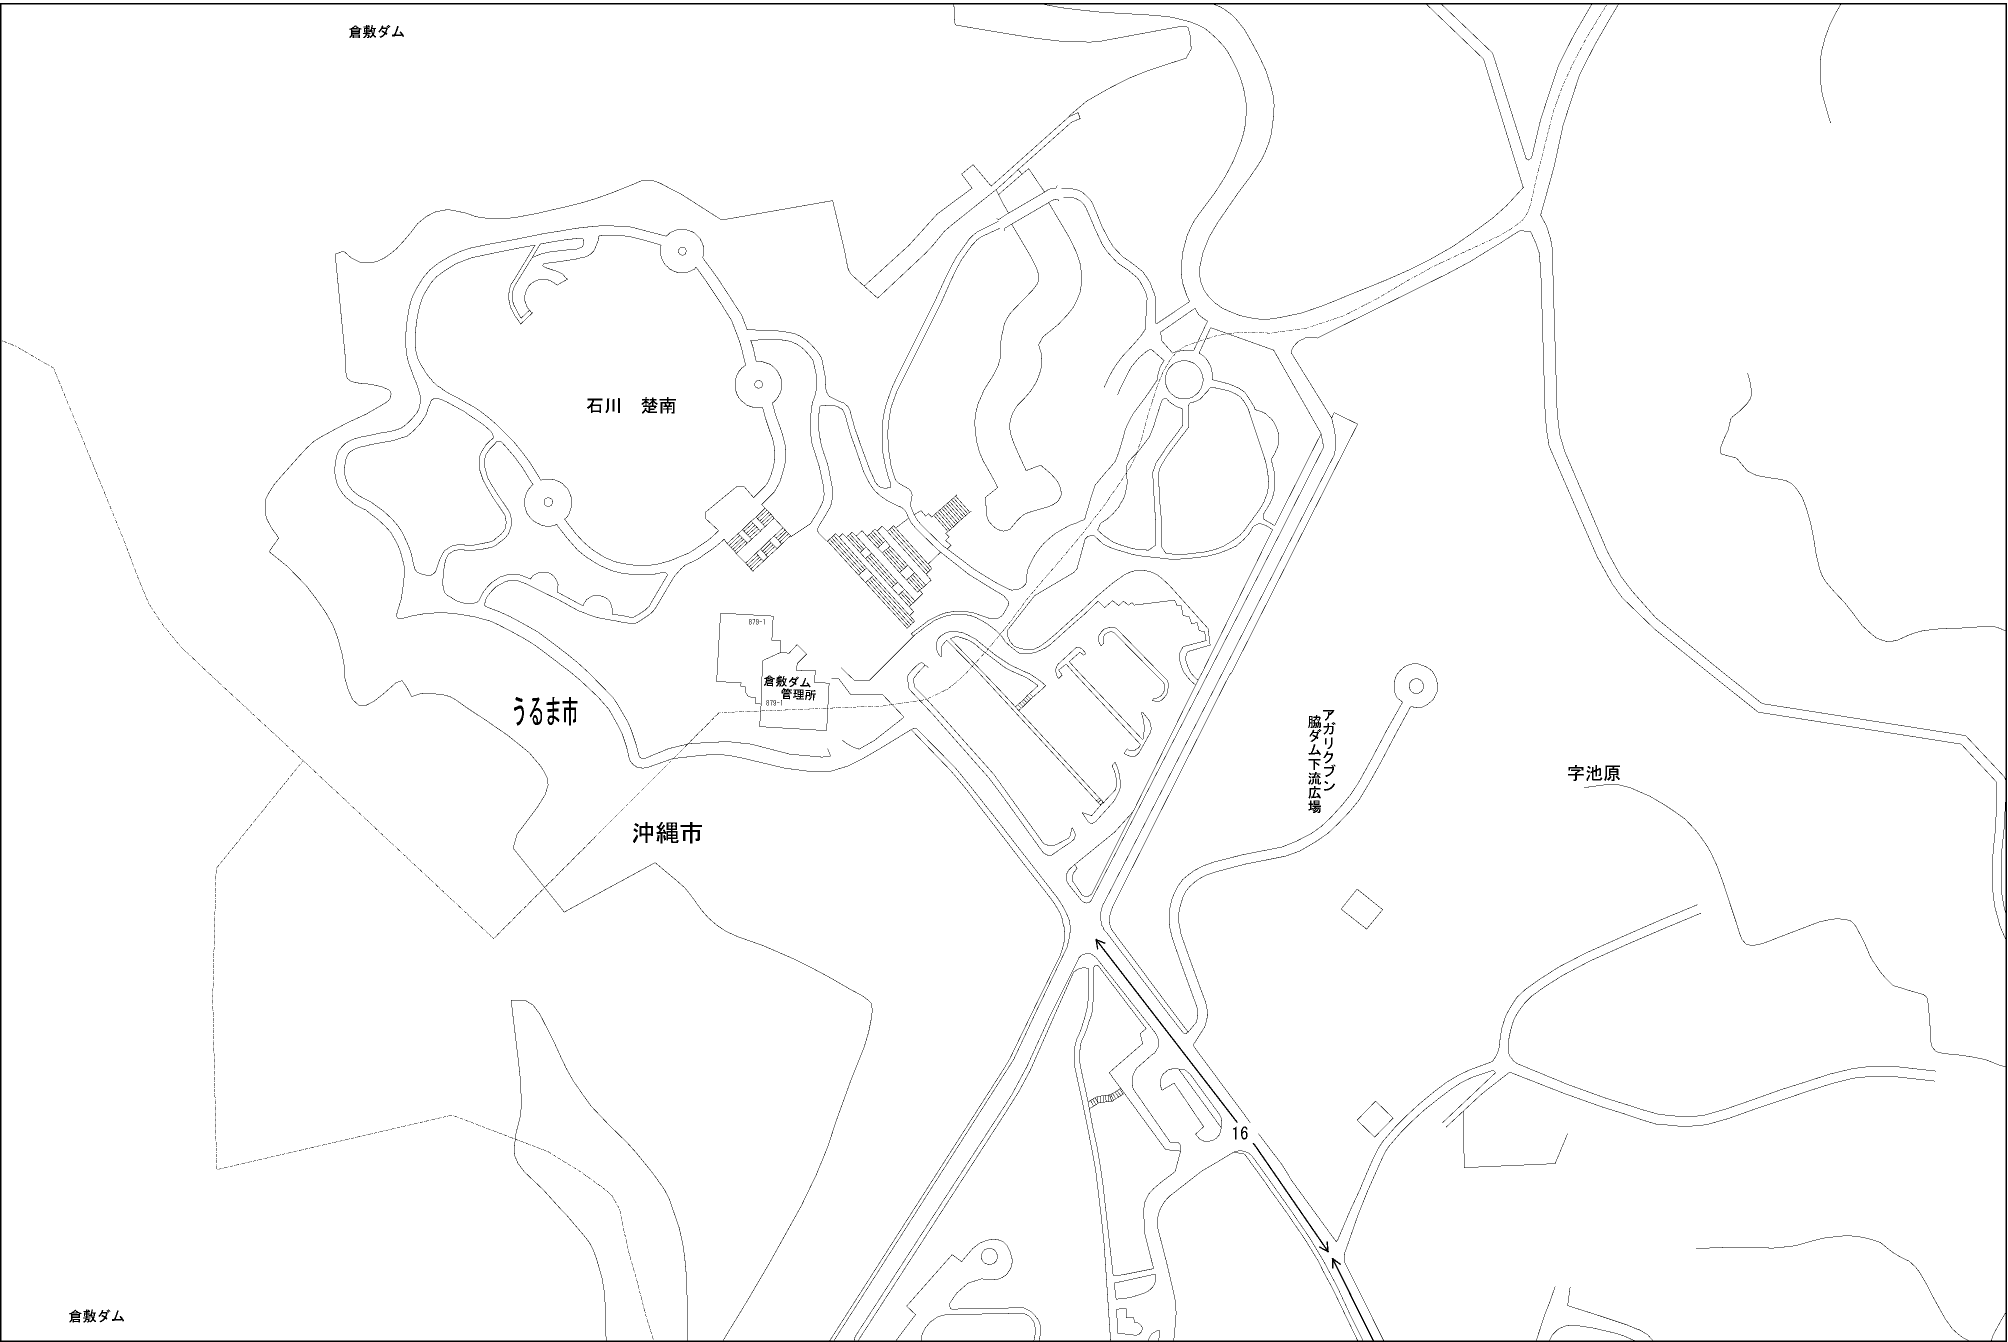 倉敷ダム
石川　楚南
879-1
倉敷ダム
管理所
879-1
うるま市
アガリクブン
脇ダム下流広場
字池原
沖縄市
16
倉敷ダム